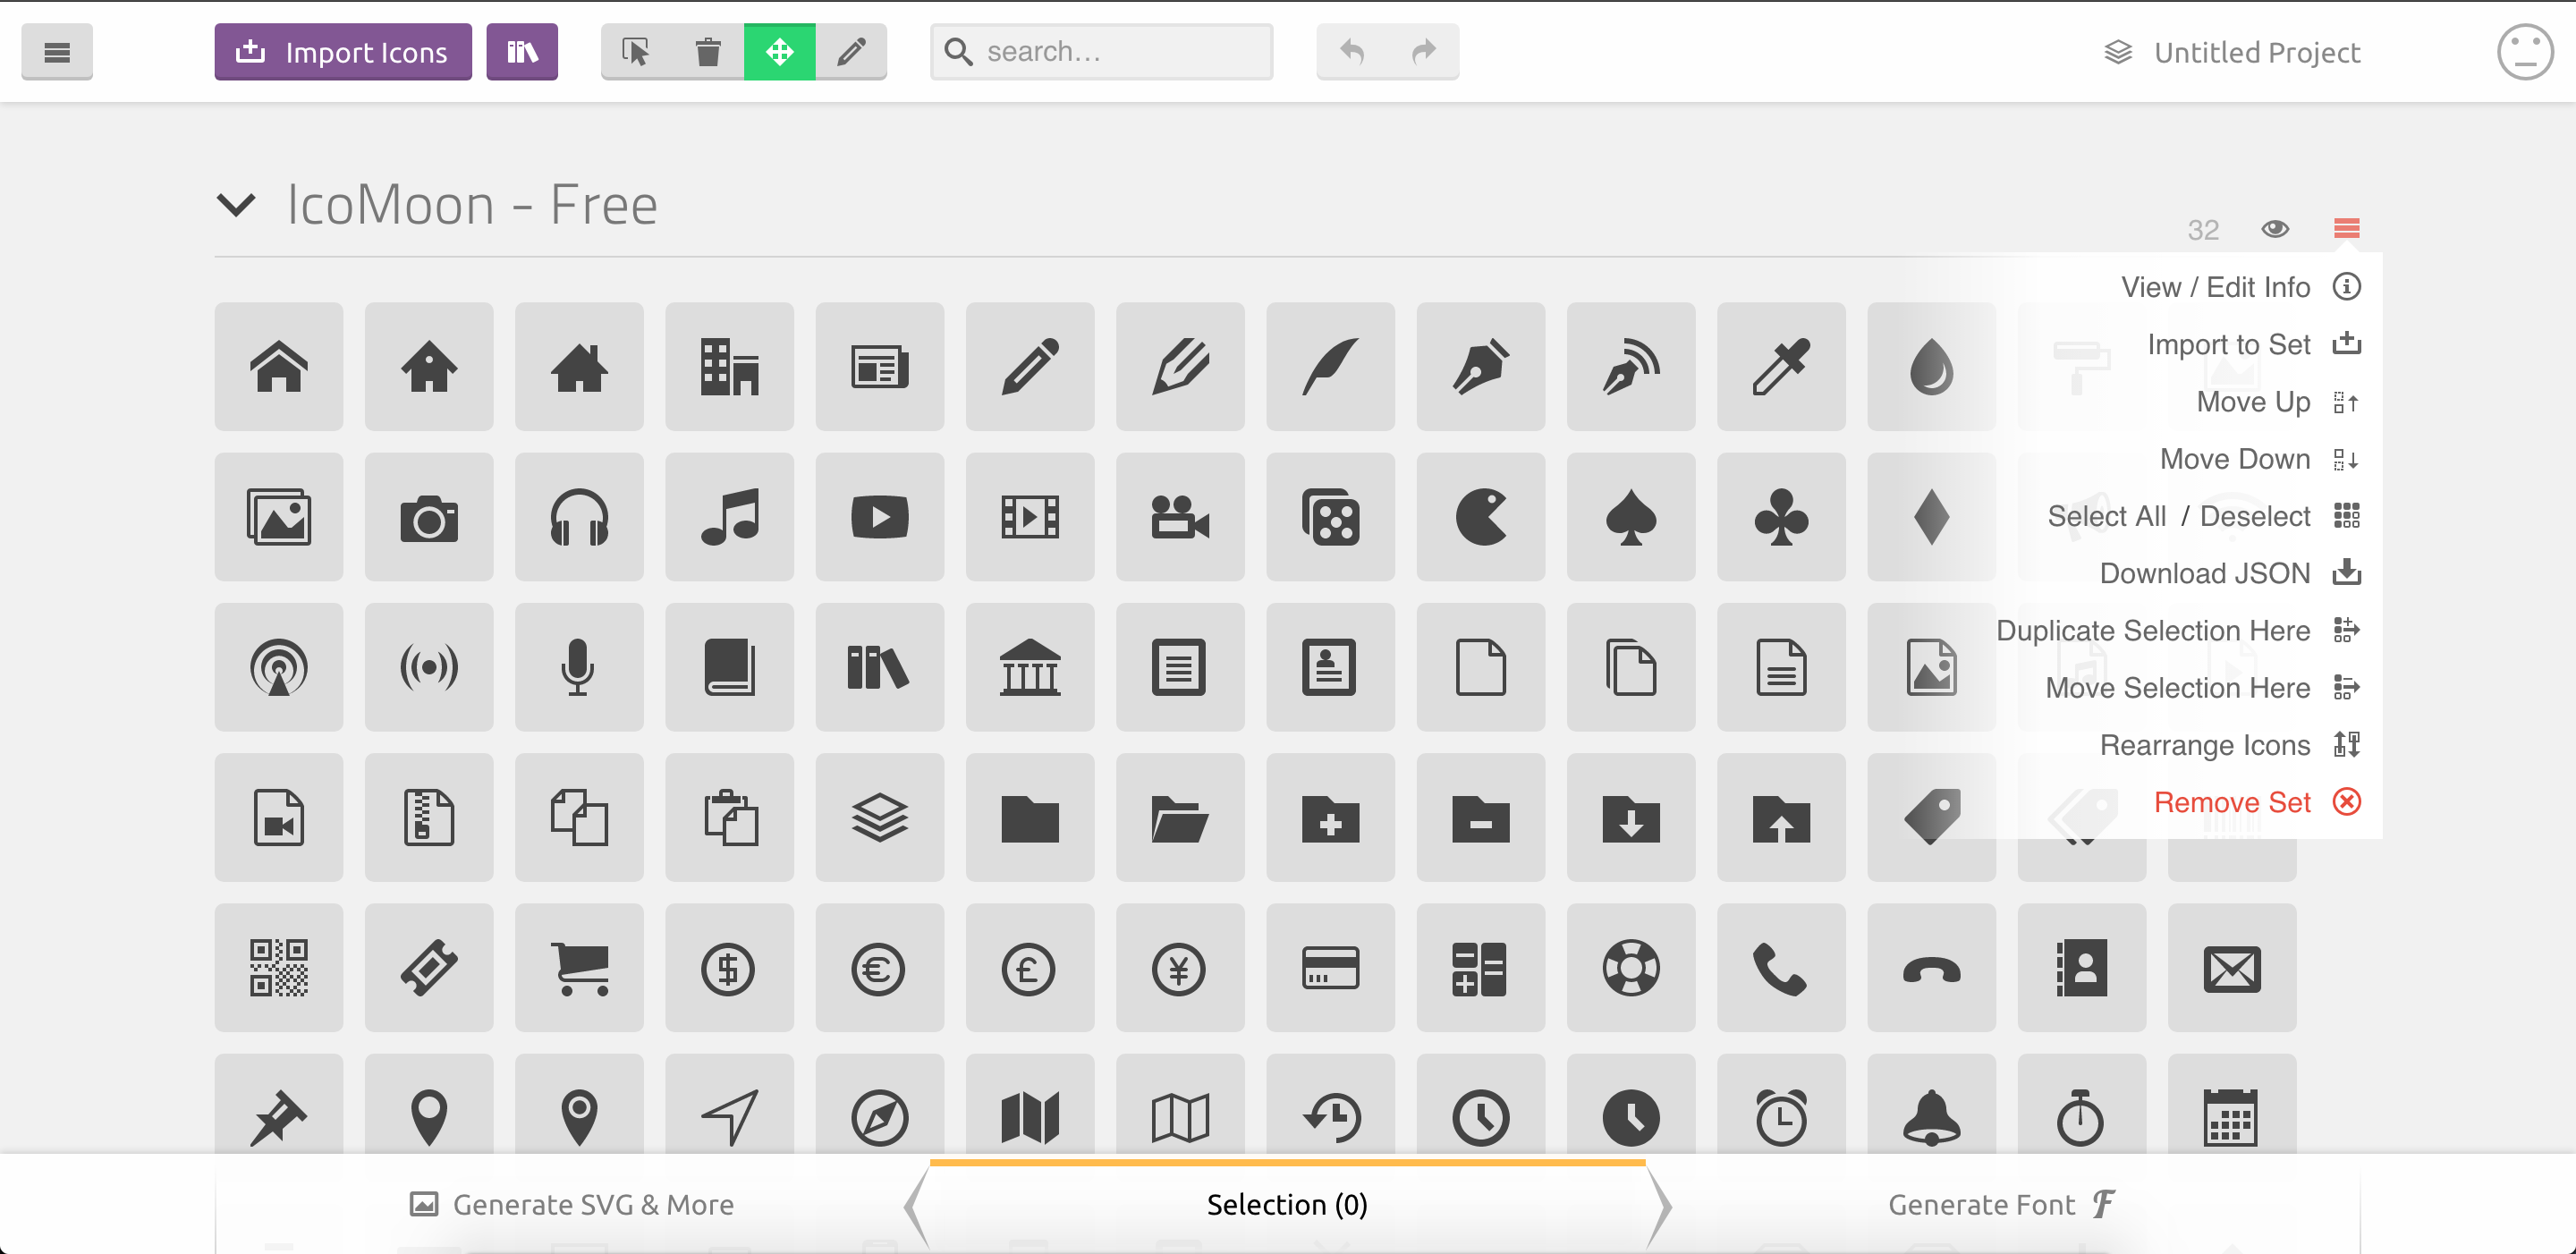 Import Icons
search...
Untitled Project
IcoMoon - Free
32
View / Edit Info
Import to Set
Move Up
Move Down
Select All / Deselect
Download JSON
Duplicate Selection Here
Move Selection Here
Rearrange Icons
Remove Set
Generate SVG & More
Selection (0)
Generate Font